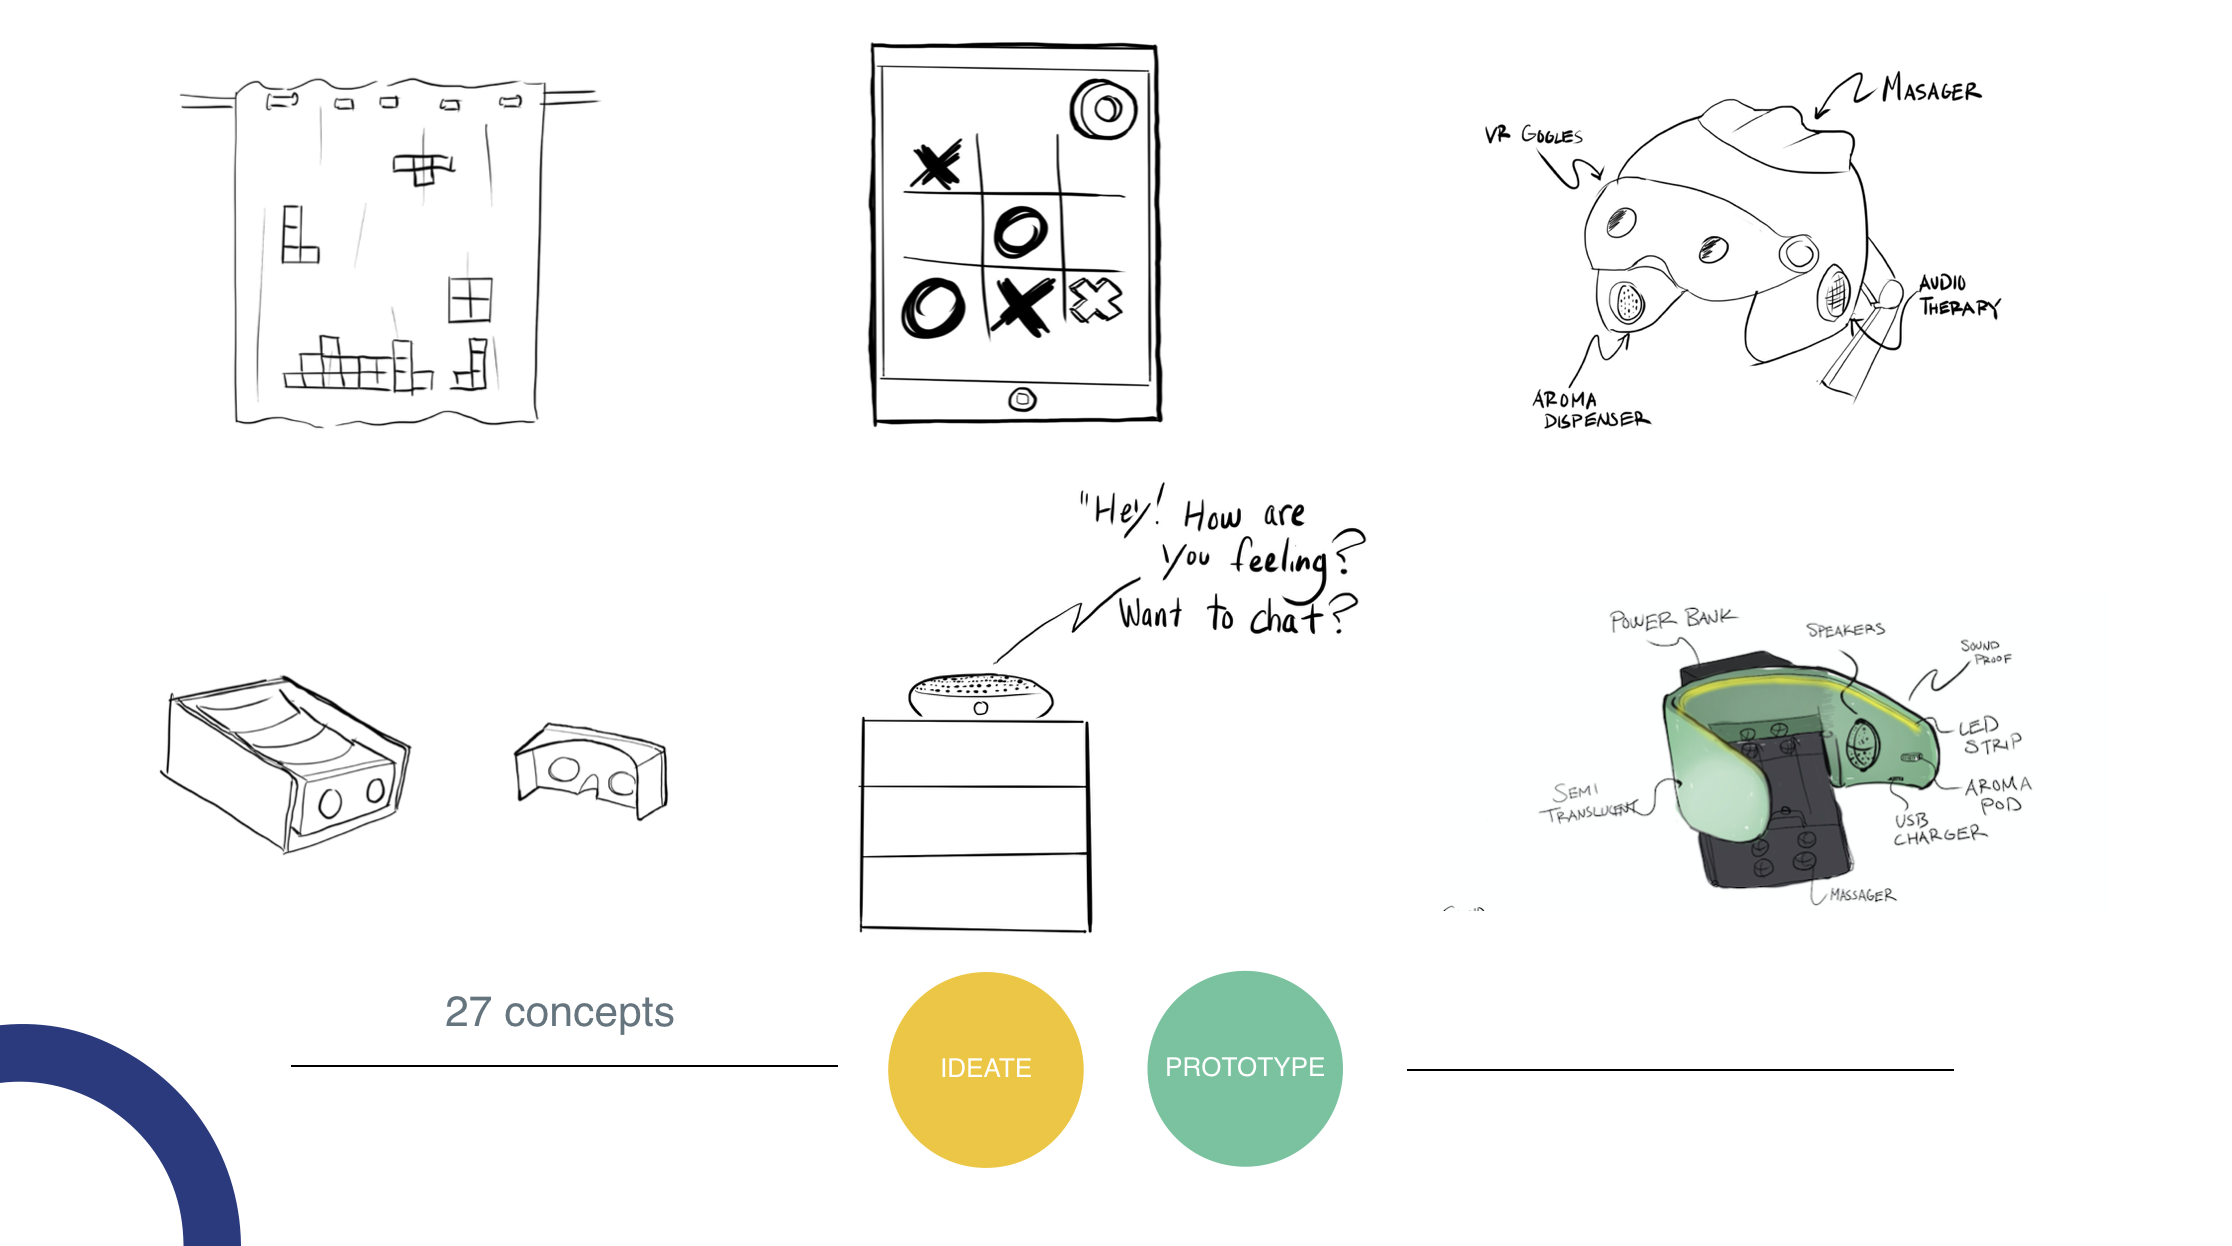 MASAGER
VR GOGLES
AUDIO
THERAPY
AROMA
DISPENSER
"Hey! How are
you feeling?
Want to chat?
POWER BANK
SPEAKERS
SOUND
PROOF
LED
STRIP
SEMI
TRANSLUCENT
AROMA
POD
USB
CHARGER
MASSAGER
27 concepts
IDEATE
PROTOTYPE